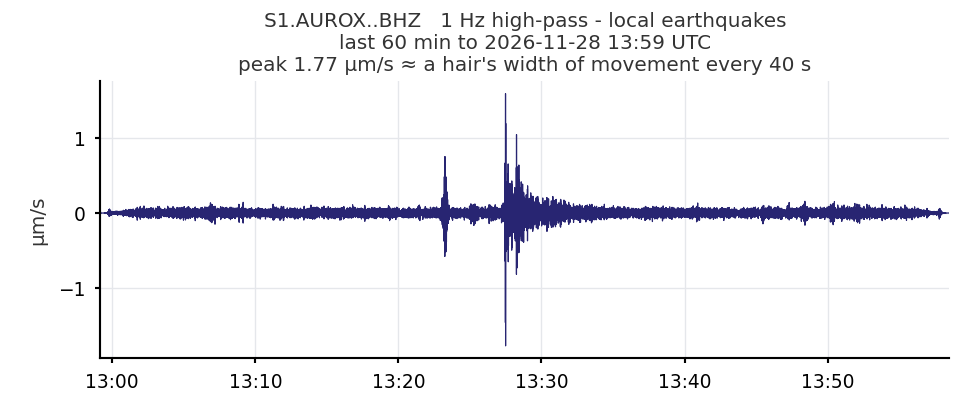 S1.AUROX..BHZ   1 Hz high-pass - local earthquakes
last 60 min to 2026-11-28 13:59 UTC
peak 1.77 µm/s ≈ a hair's width of movement every 40 s
µm/s
1
0
−1
13:00 13:10 13:20 13:30 13:40 13:50